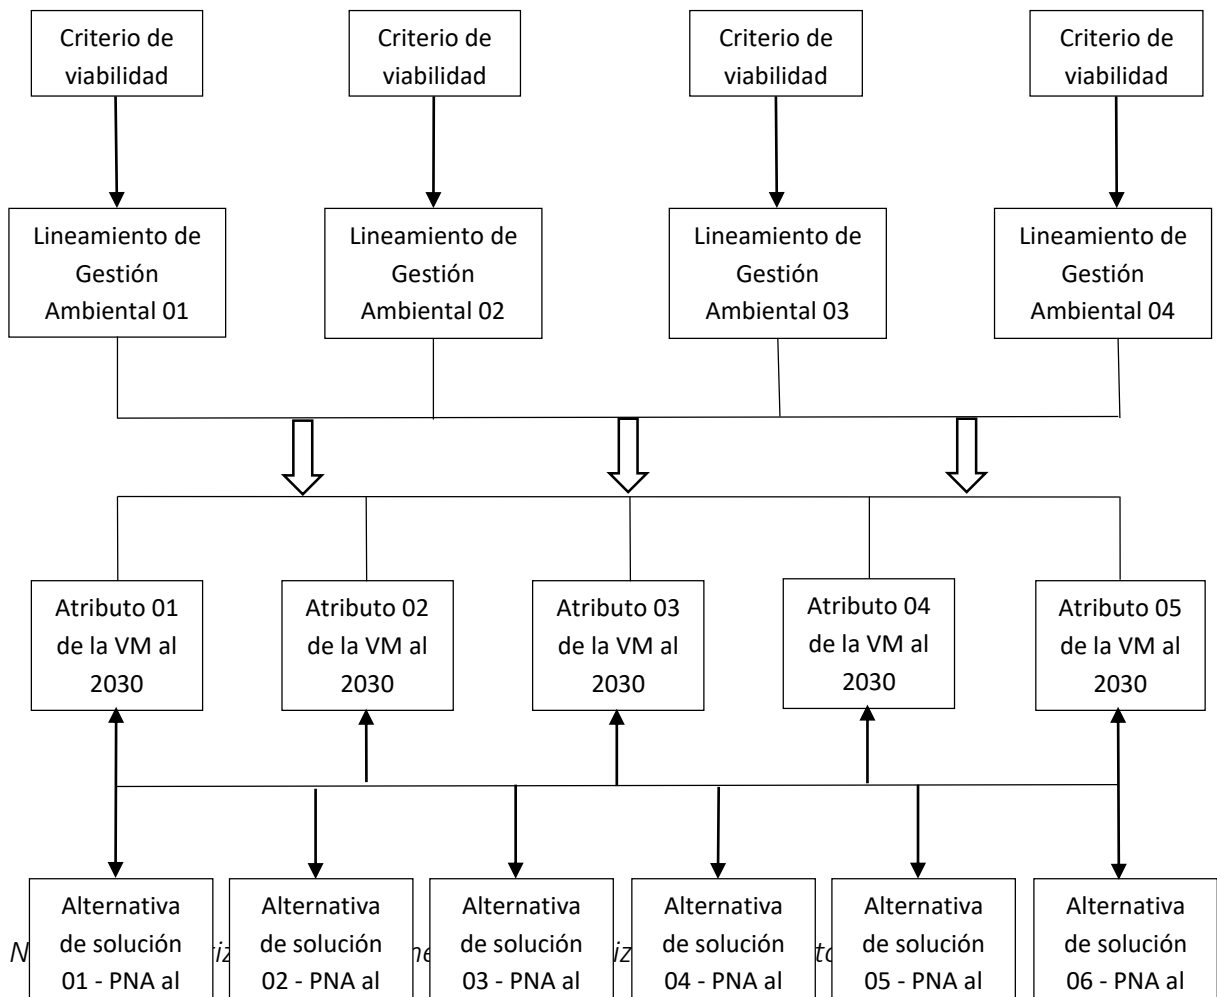 Criterio de
viabilidad
Criterio de
viabilidad
Criterio de
viabilidad
Criterio de
viabilidad
Lineamiento de
Gestión
Ambiental 01
Lineamiento de
Gestión
Ambiental 02
Lineamiento de
Gestión
Ambiental 03
Lineamiento de
Gestión
Ambiental 04
Atributo 01
de la VM al
2030
Atributo 02
de la VM al
2030
Atributo 03
de la VM al
2030
Atributo 04
de la VM al
2030
Atributo 05
de la VM al
2030
Alternativa
de solución
01 - PNA al
Alternativa
de solución
02 - PNA al
Alternativa
de solución
03 - PNA al
Alternativa
de solución
04 - PNA al
Alternativa
de solución
05 - PNA al
Alternativa
de solución
06 - PNA al